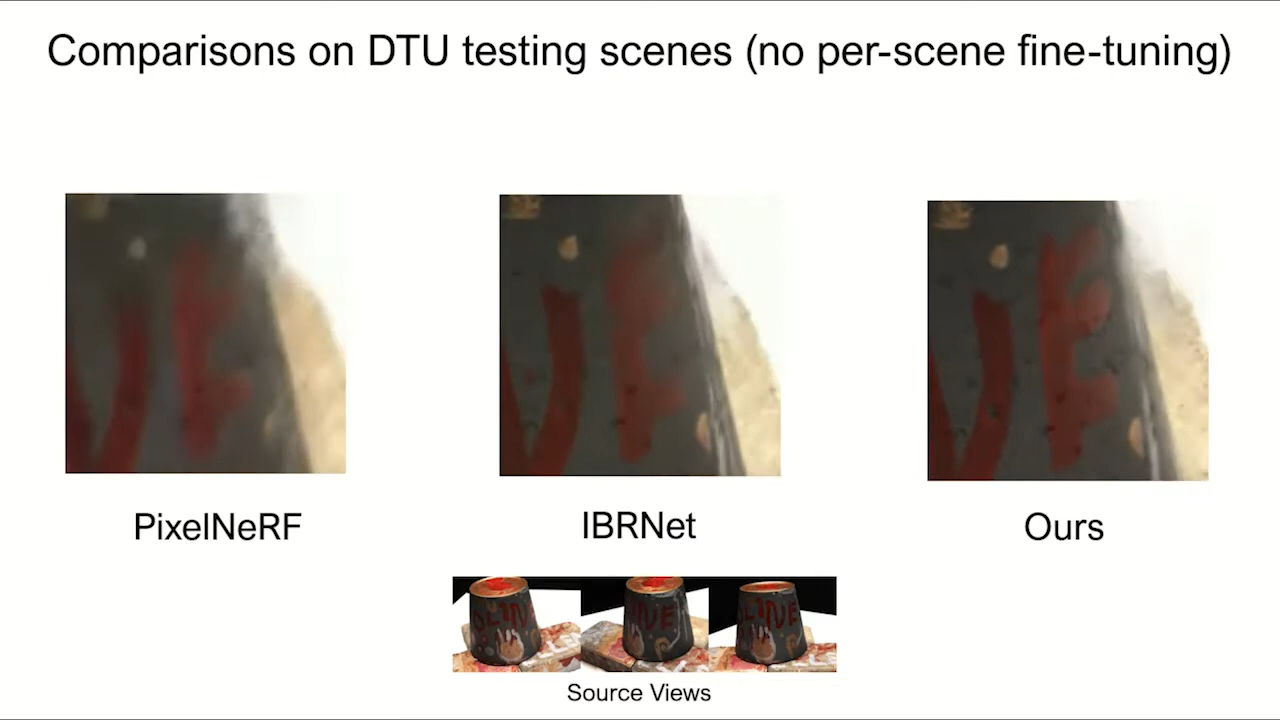 Comparisons on DTU testing scenes (no per-scene fine-tuning)
PixelNeRF
IBRNet
Ours
Source Views